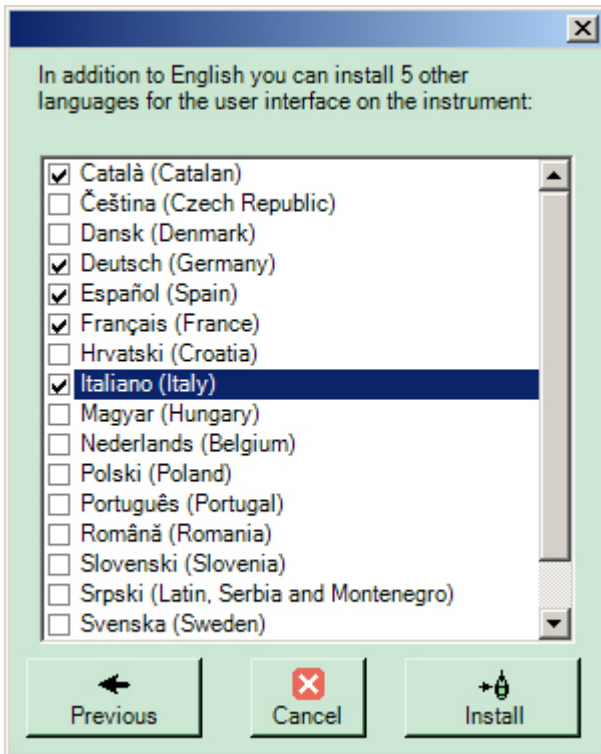 In addition to English you can install 5 other
languages for the user interface on the instrument:
Català (Catalan)
Čeština (Czech Republic)
Dansk (Denmark)
Deutsch (Germany)
Español (Spain)
Français (France)
Hrvatski (Croatia)
Italiano (Italy)
Magyar (Hungary)
Nederlands (Belgium)
Polski (Poland)
Português (Portugal)
Română (Romania)
Slovenski (Slovenia)
Srpski (Latin, Serbia and Montenegro)
Svenska (Sweden)
Previous
Cancel
Install